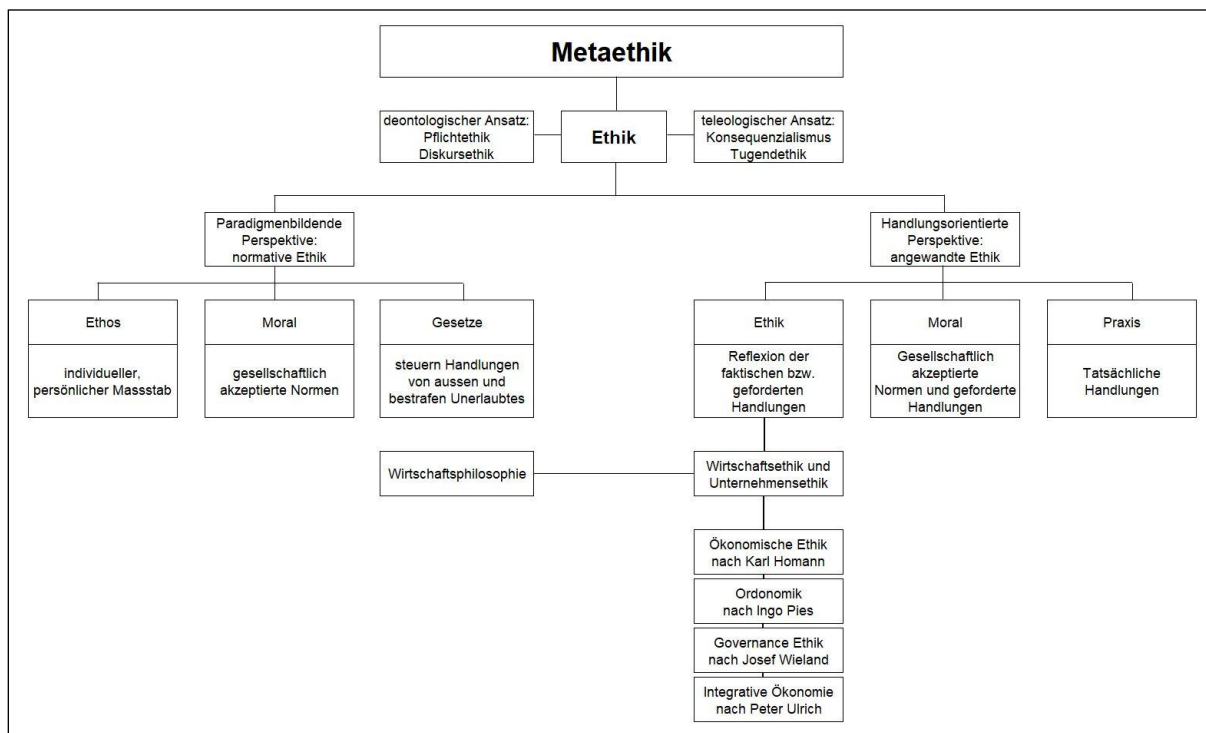 Metaethik
deontologischer Ansatz:
Pflichtethik
Diskursethik
Ethik
teleologischer Ansatz:
Konsequenzialismus
Tugendethik
Paradigmenbildende
Perspektive:
normative Ethik
Handlungsorientierte
Perspektive:
angewandte Ethik
Ethos
individueller,
persönlicher Massstab
Moral
gesellschaftlich
akzeptierte Normen
Gesetze
steuern Handlungen
von aussen und
bestrafen Unerlaubtes
Ethik
Reflexion der
faktischen bzw.
geforderten
Handlungen
Moral
Gesellschaftlich
akzeptierte
Normen und geforderte
Handlungen
Praxis
Tatsächliche
Handlungen
Wirtschaftsphilosophie
Wirtschaftsethik und
Unternehmensethik
Ökonomische Ethik
nach Karl Homann
Ordonomik
nach Ingo Pies
Governance Ethik
nach Josef Wieland
Integrative Ökonomie
nach Peter Ulrich